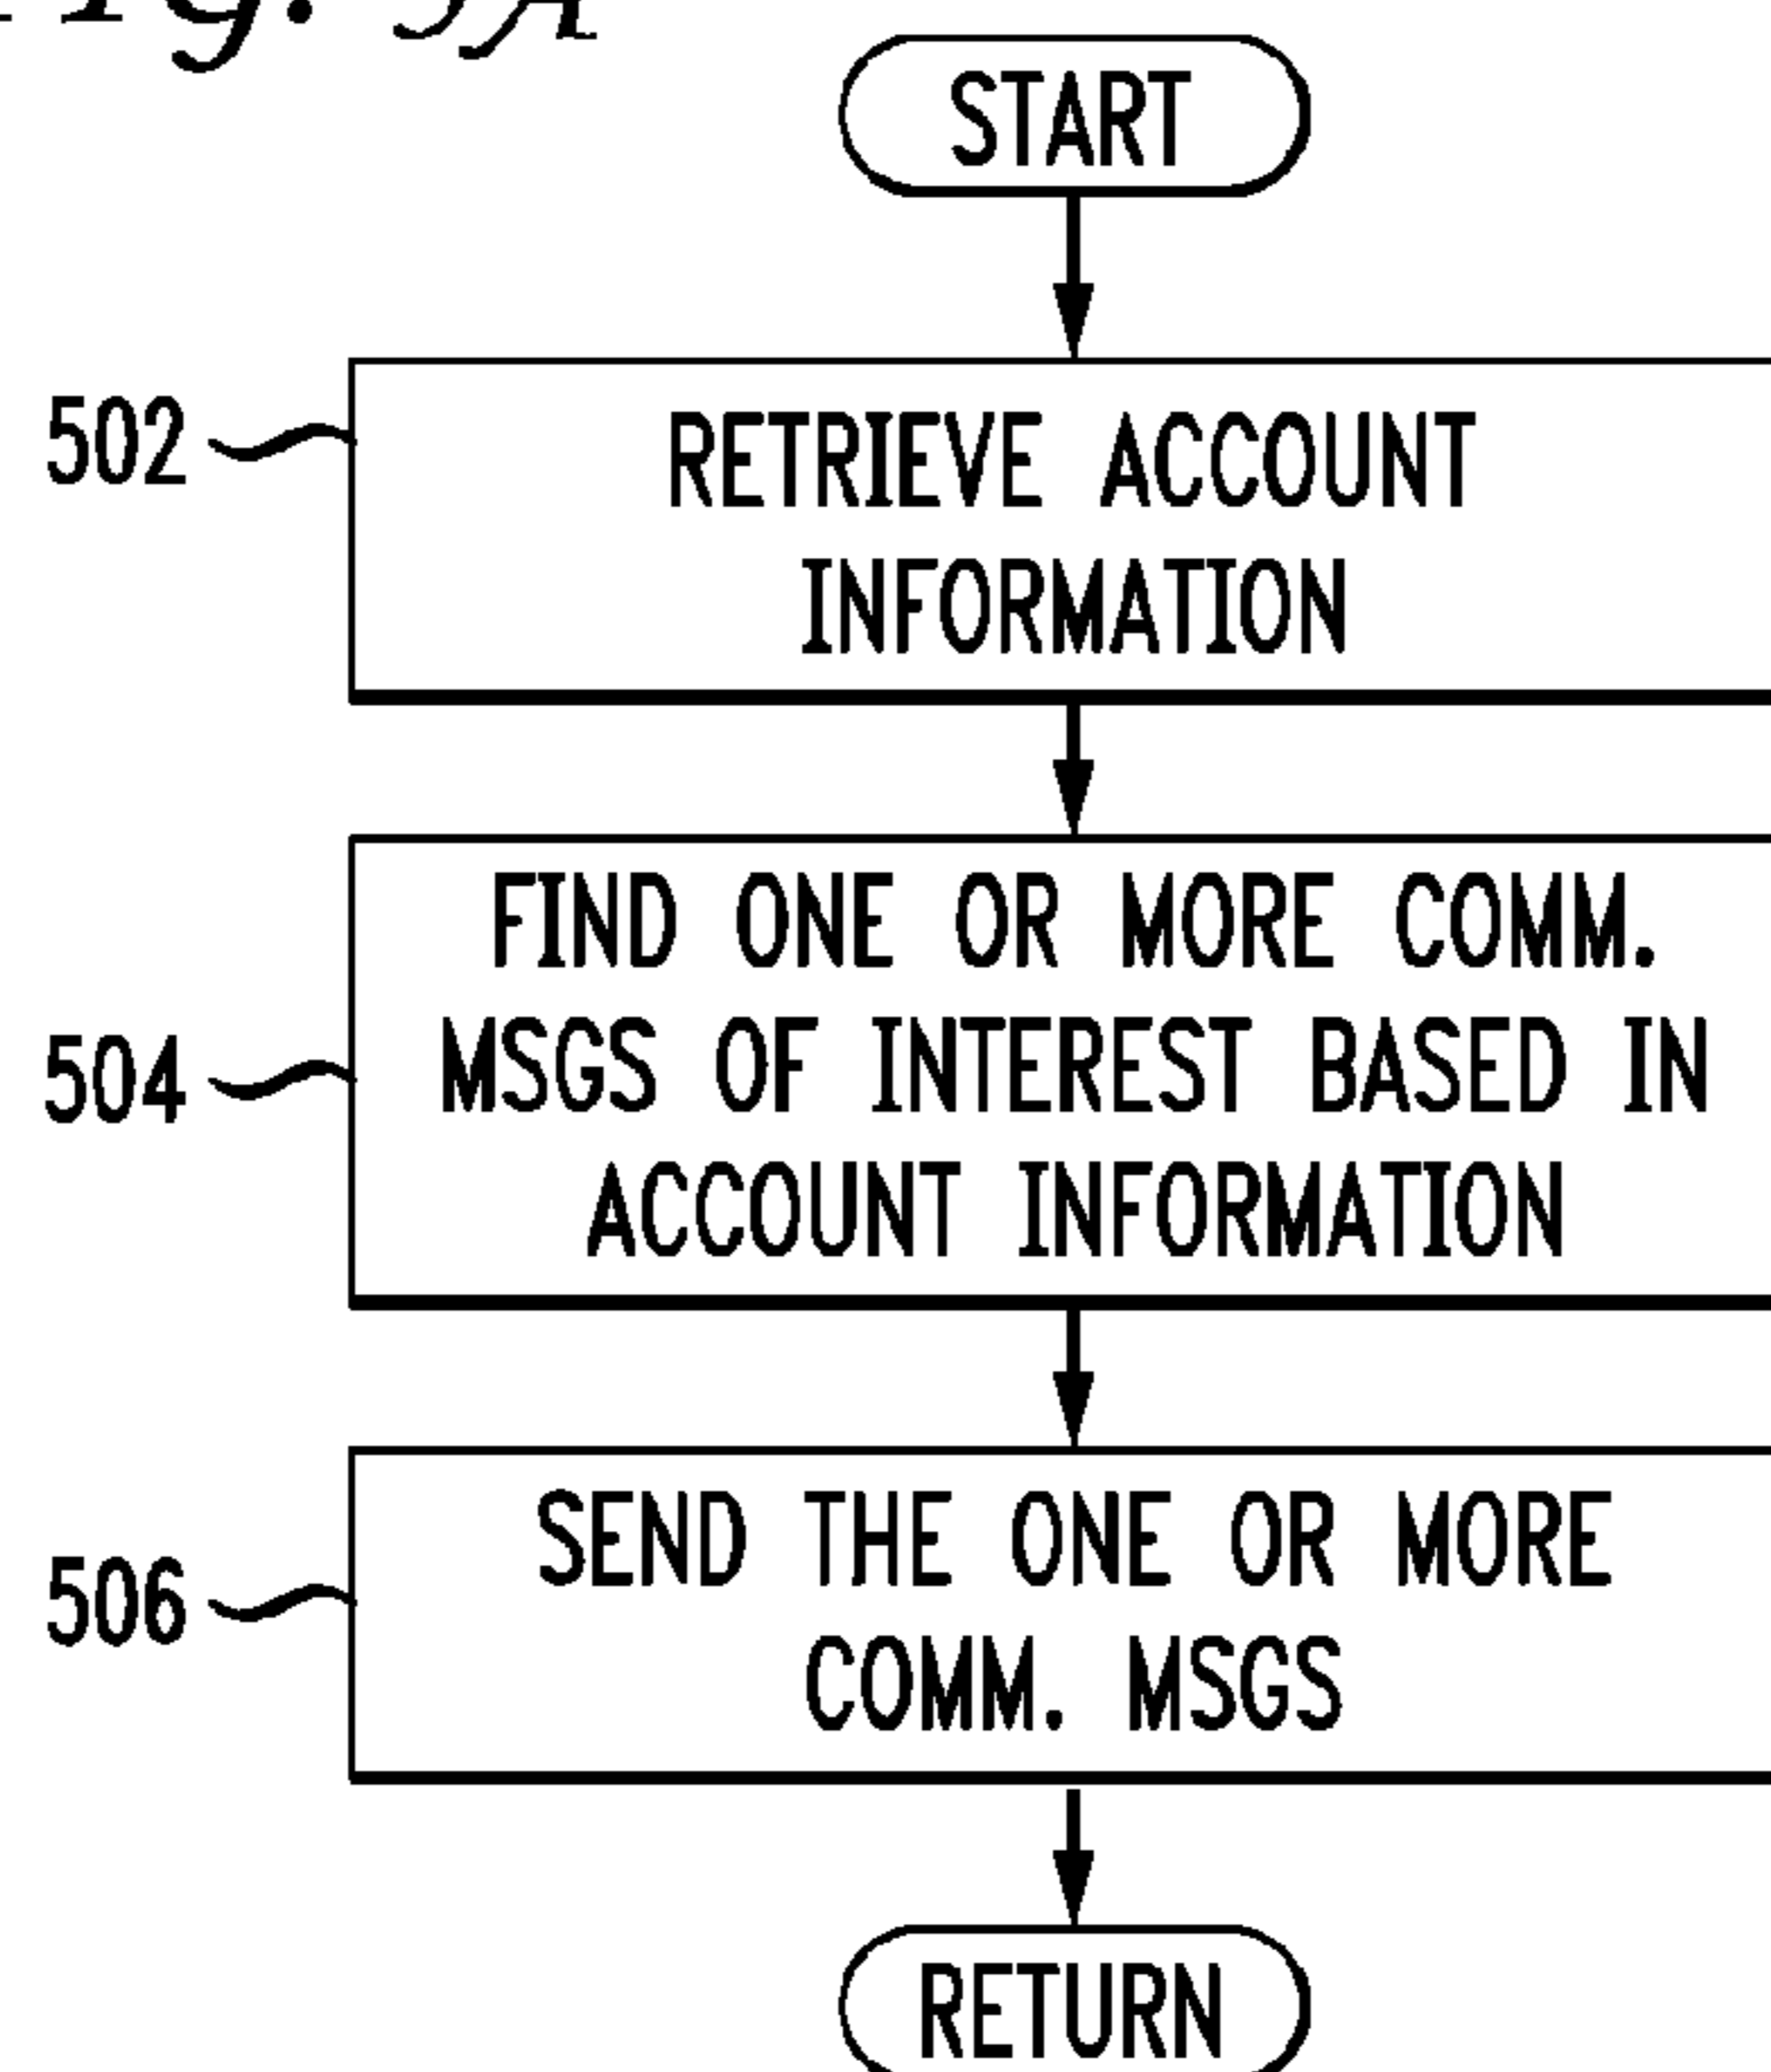 START
502
RETRIEVE ACCOUNT
INFORMATION
FIND ONE OR MORE COMM.
MSGS OF INTEREST BASED IN
504
ACCOUNT INFORMATION
SEND THE ONE OR MORE
506
COMM. MSGS
RETURN